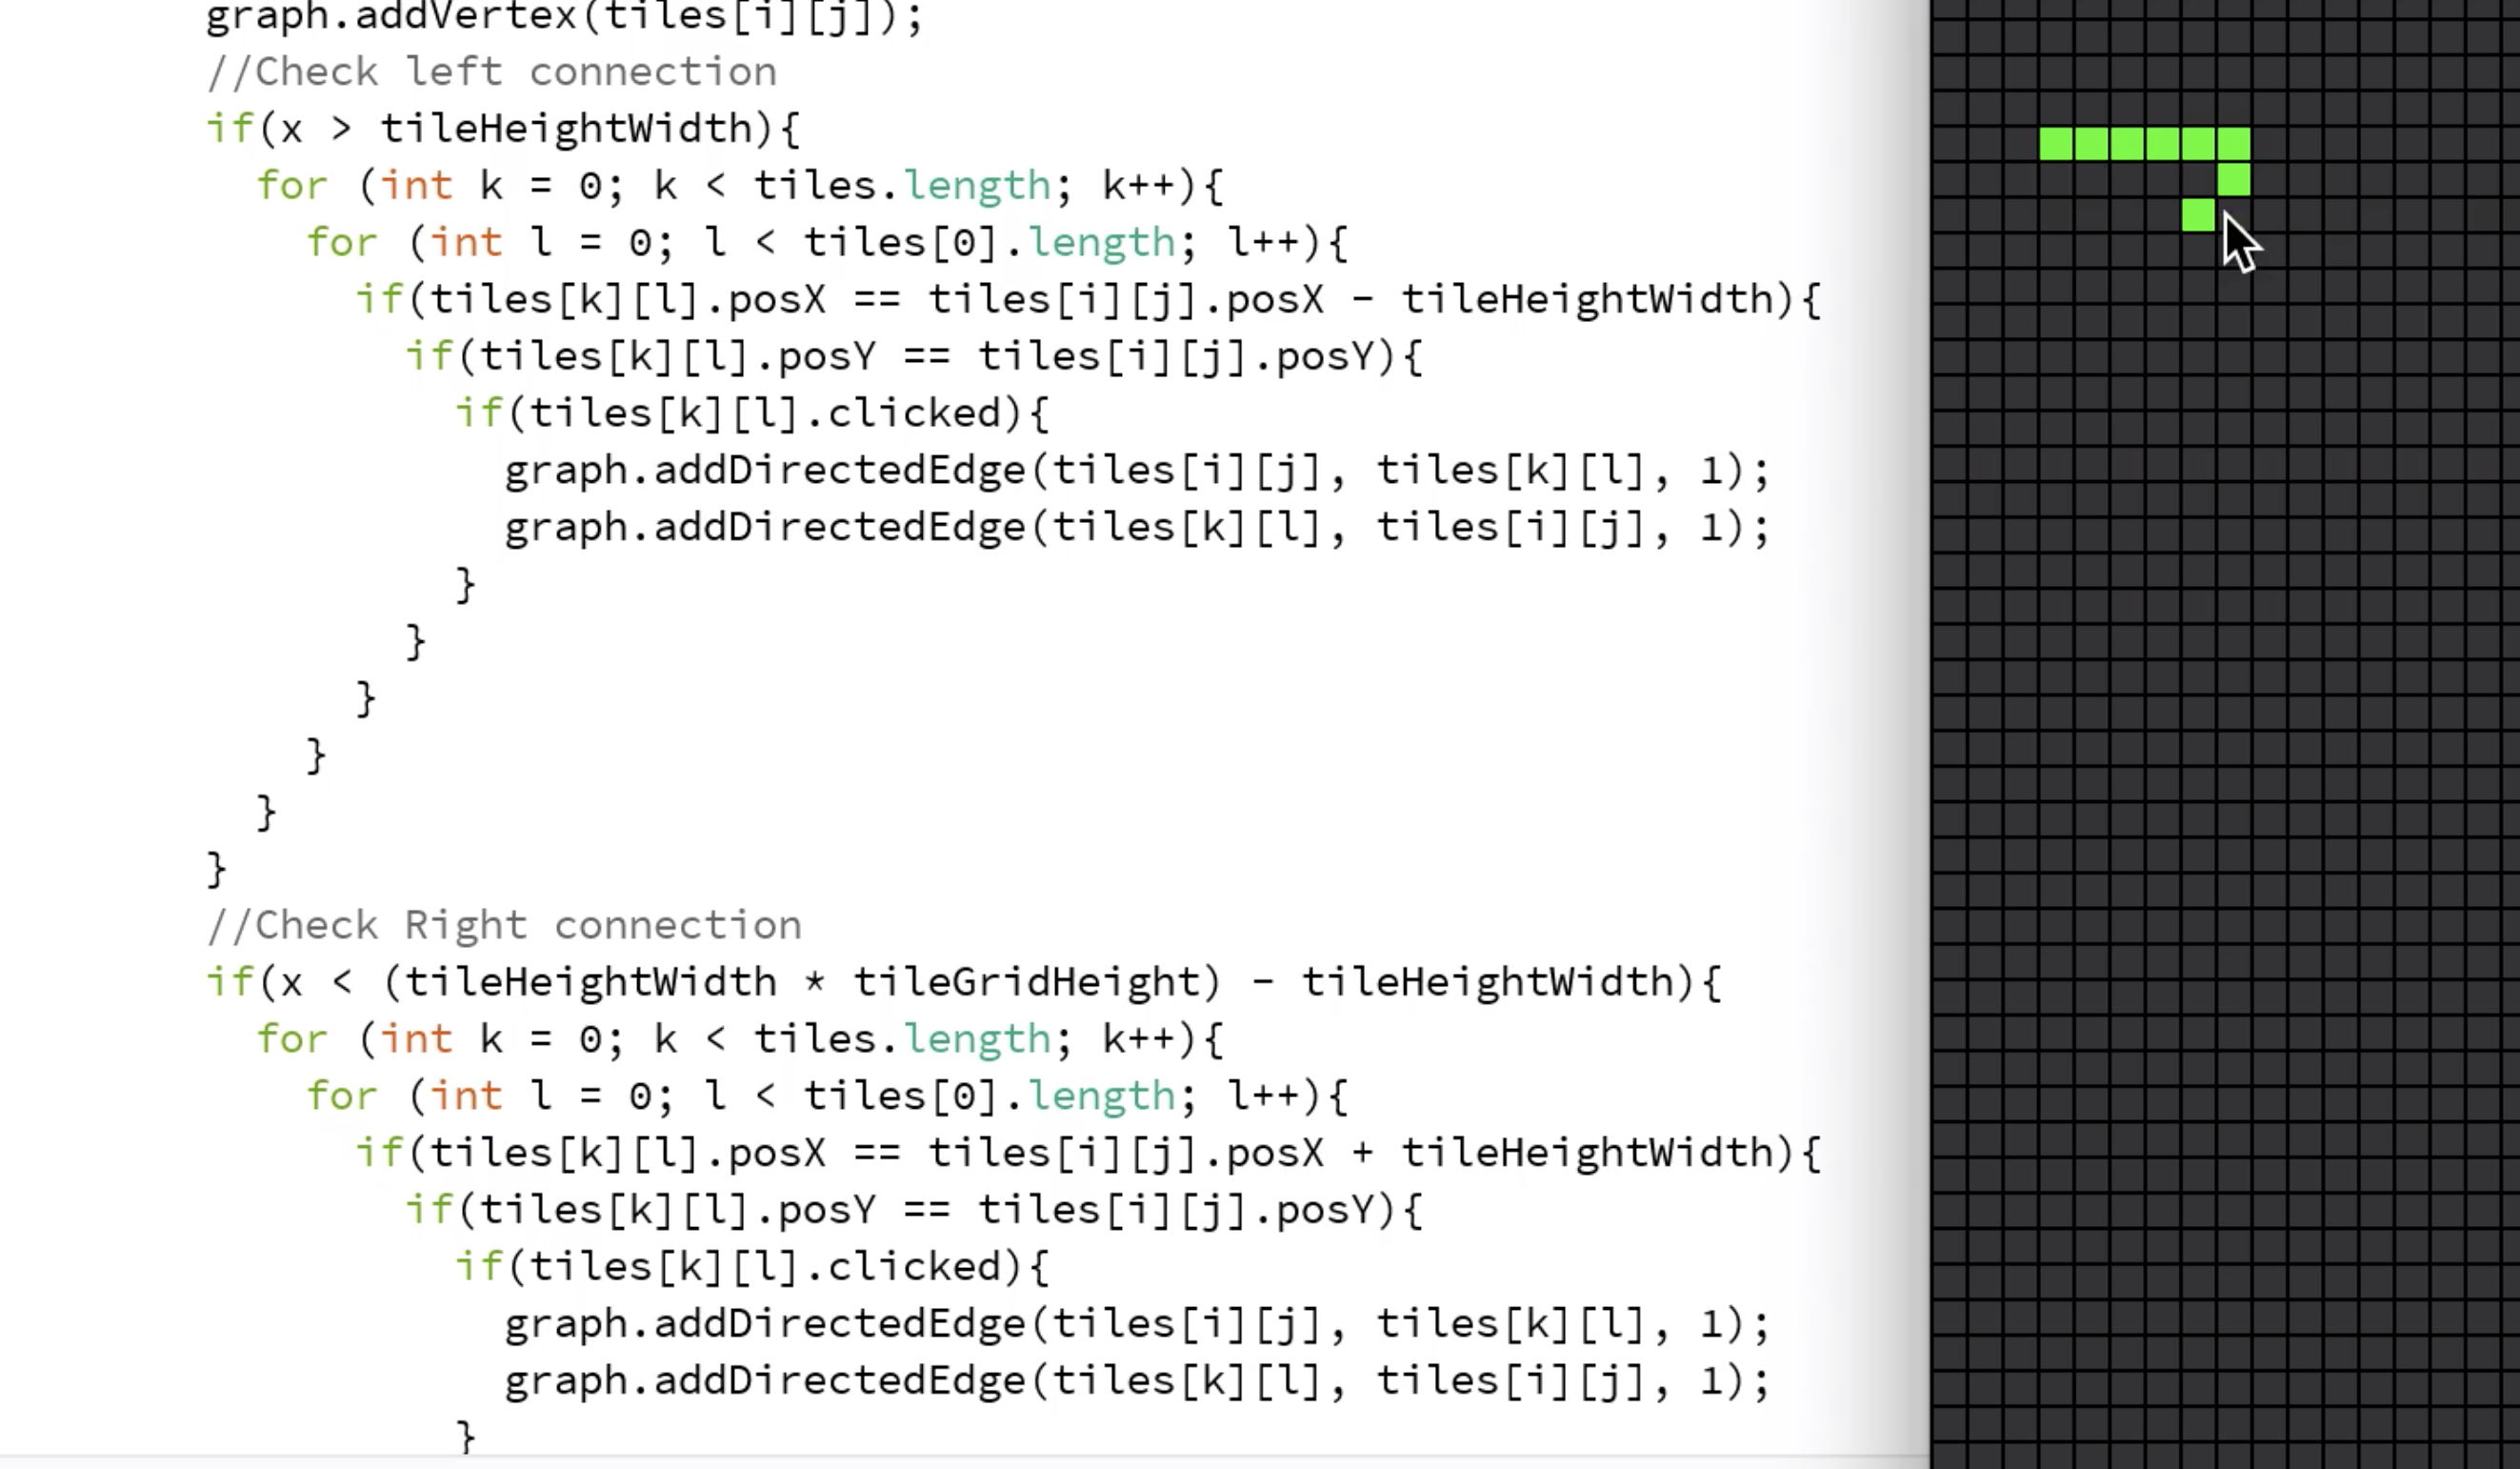 graph.addVertex(tiles[i][j]);
//Check left connection
if(x > tileHeightWidth){
for (int k = 0; k < tiles.length; k++){
for (int l = 0; l < tiles[0].length; l++){
if(tiles[k][l].posX == tiles[i][j].posX - tileHeightWidth){
if(tiles[k][l].posY == tiles[i][j].posY){
if(tiles[k][l].clicked){
graph.addDirectedEdge(tiles[i][j], tiles[k][l], 1);
graph.addDirectedEdge(tiles[k][l], tiles[i][j], 1);
}
}
}
}
}
}
//Check Right connection
if(x < (tileHeightWidth * tileGridHeight) - tileHeightWidth){
for (int k = 0; k < tiles.length; k++){
for (int l = 0; l < tiles[0].length; l++){
if(tiles[k][l].posX == tiles[i][j].posX + tileHeightWidth){
if(tiles[k][l].posY == tiles[i][j].posY){
if(tiles[k][l].clicked){
graph.addDirectedEdge(tiles[i][j], tiles[k][l], 1);
graph.addDirectedEdge(tiles[k][l], tiles[i][j], 1);
}